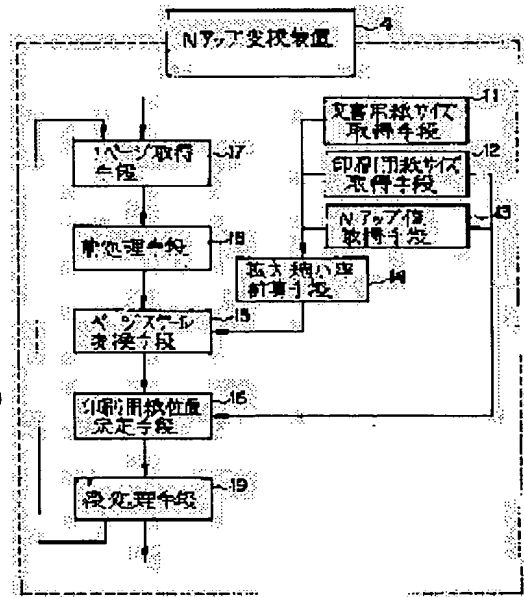 Nアップ変換装置
4
文書用紙サイズ
取得手段
11
印刷用紙サイズ
取得手段
12
Nアップ値
取得手段
13
拡大縮小率
計算手段
14
1ページ取得
手段
17
前処理手段
18
ページスケール
変換手段
15
印刷用紙位置
決定手段
16
後処理手段
19